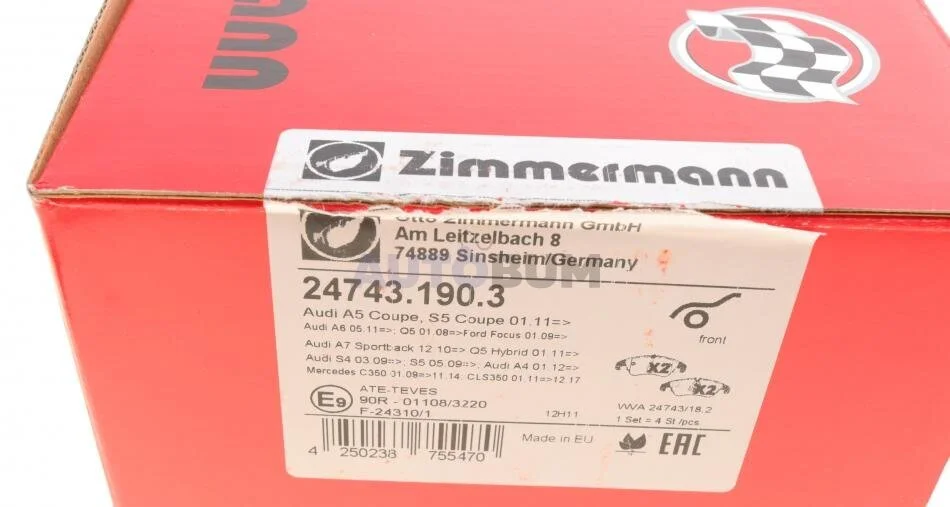 Zimmermann
Otto Zimmermann GmbH
Am Leitzelbach 8
74889 Sinsheim/Germany
AUTOBUM
24743.190.3
Audi A5 Coupe, S5 Coupe 01.11=>
Audi A6 05.11=>; Q5 01.08=>Ford Focus 01.09=>
Audi A7 Sportback 12.10=> Q5 Hybrid 01.11=>
Audi S4 03.09=>; S5 05.09=>, Audi A4 01.12=>
Mercedes C350 01.09=>11.14, CLS350 01.11=>12.17
front
X2
X2
E9
ATE-TEVES
90R - 01108/3220
F-24310/1
12H11
WVA 24743/18.2
1 Set = 4 St /pcs
Made in EU
EAC
4 250238 755470